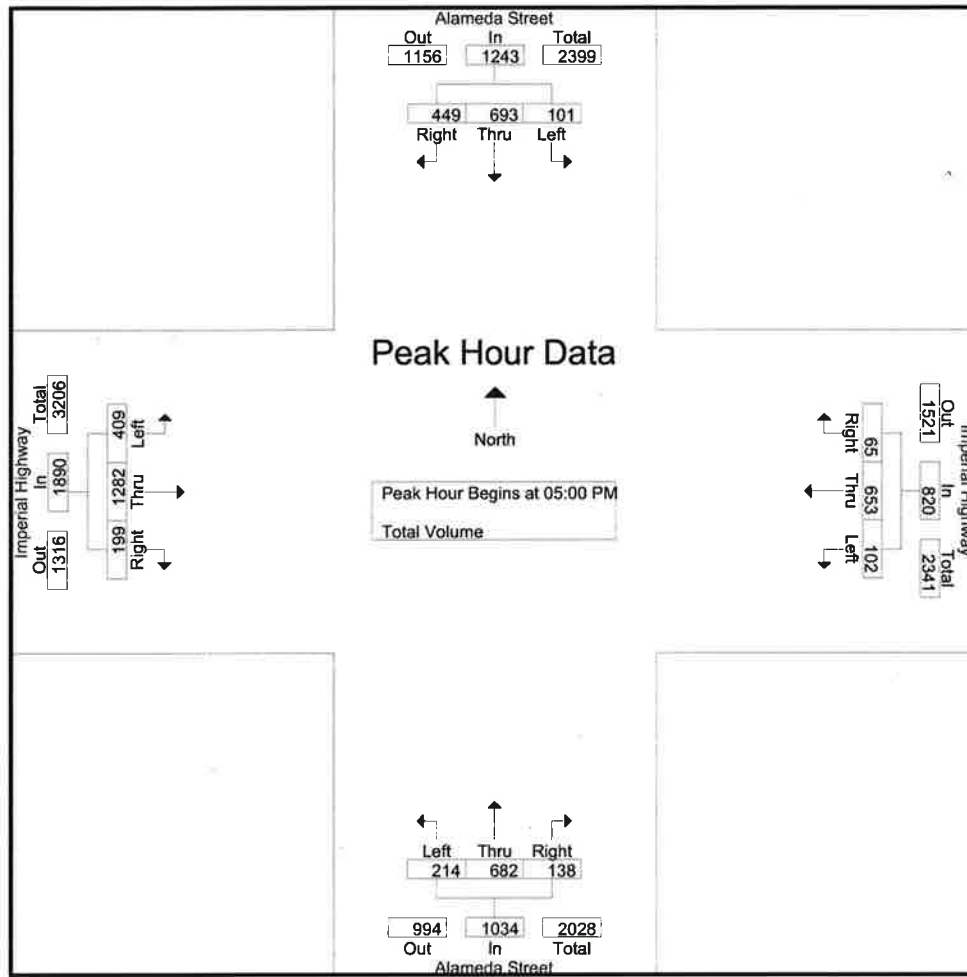 Alameda Street
Out In Total
1156 1243 2399
449 693 101
Right Thru Left
Peak Hour Data
North
Peak Hour Begins at 05:00 PM
Total Volume
Imperial Highway
Total In Out
3206 1890 1316
409 1282 199
Left Thru Right
Imperial Highway
Out In Total
1521 820 2341
65 653 102
Right Thru Left
Left Thru Right
214 682 138
994 1034 2028
Out In Total
Alameda Street